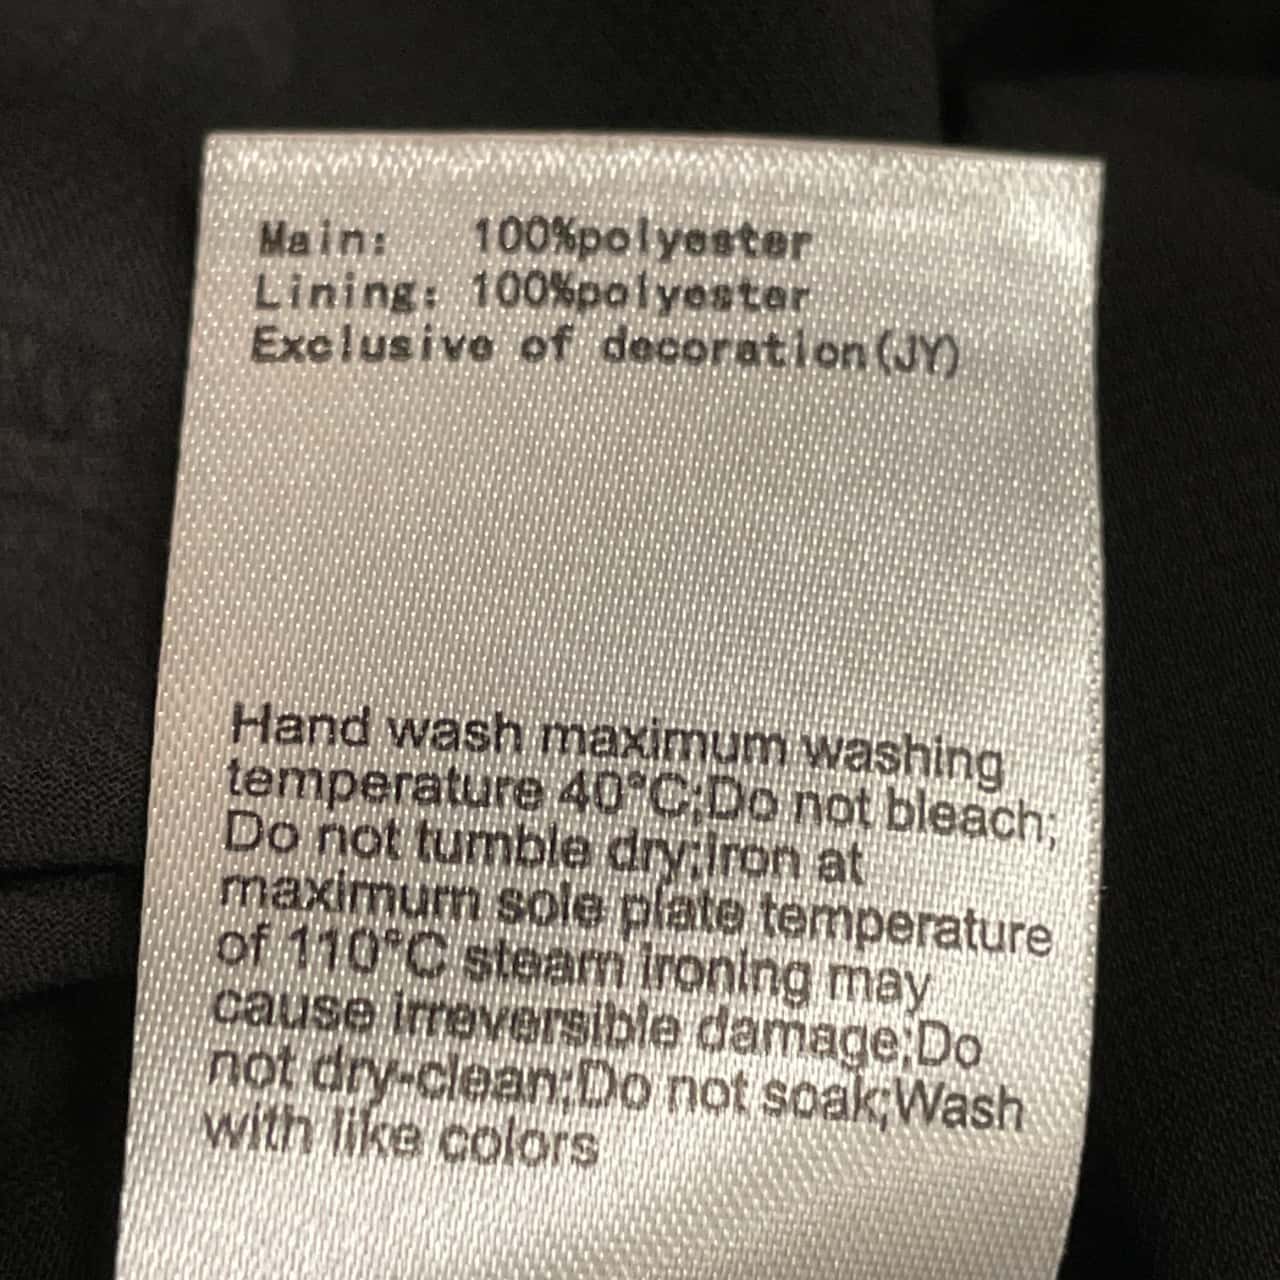 Main: 100%polyester
Lining: 100%polyester
Exclusive of decoration(JY)
Hand wash maximum washing
temperature 40°C;Do not bleach;
Do not tumble dry;Iron at
maximum sole plate temperature
of 110°C steam ironing may
cause irreversible damage;Do
not dry-clean;Do not soak;Wash
with like colors